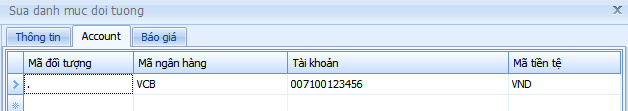 Sua danh muc doi tuong
Thông tin Account Báo giá
Mã đối tượng Mã ngân hàng Tài khoản Mã tiền tệ
. VCB 007100123456 VND